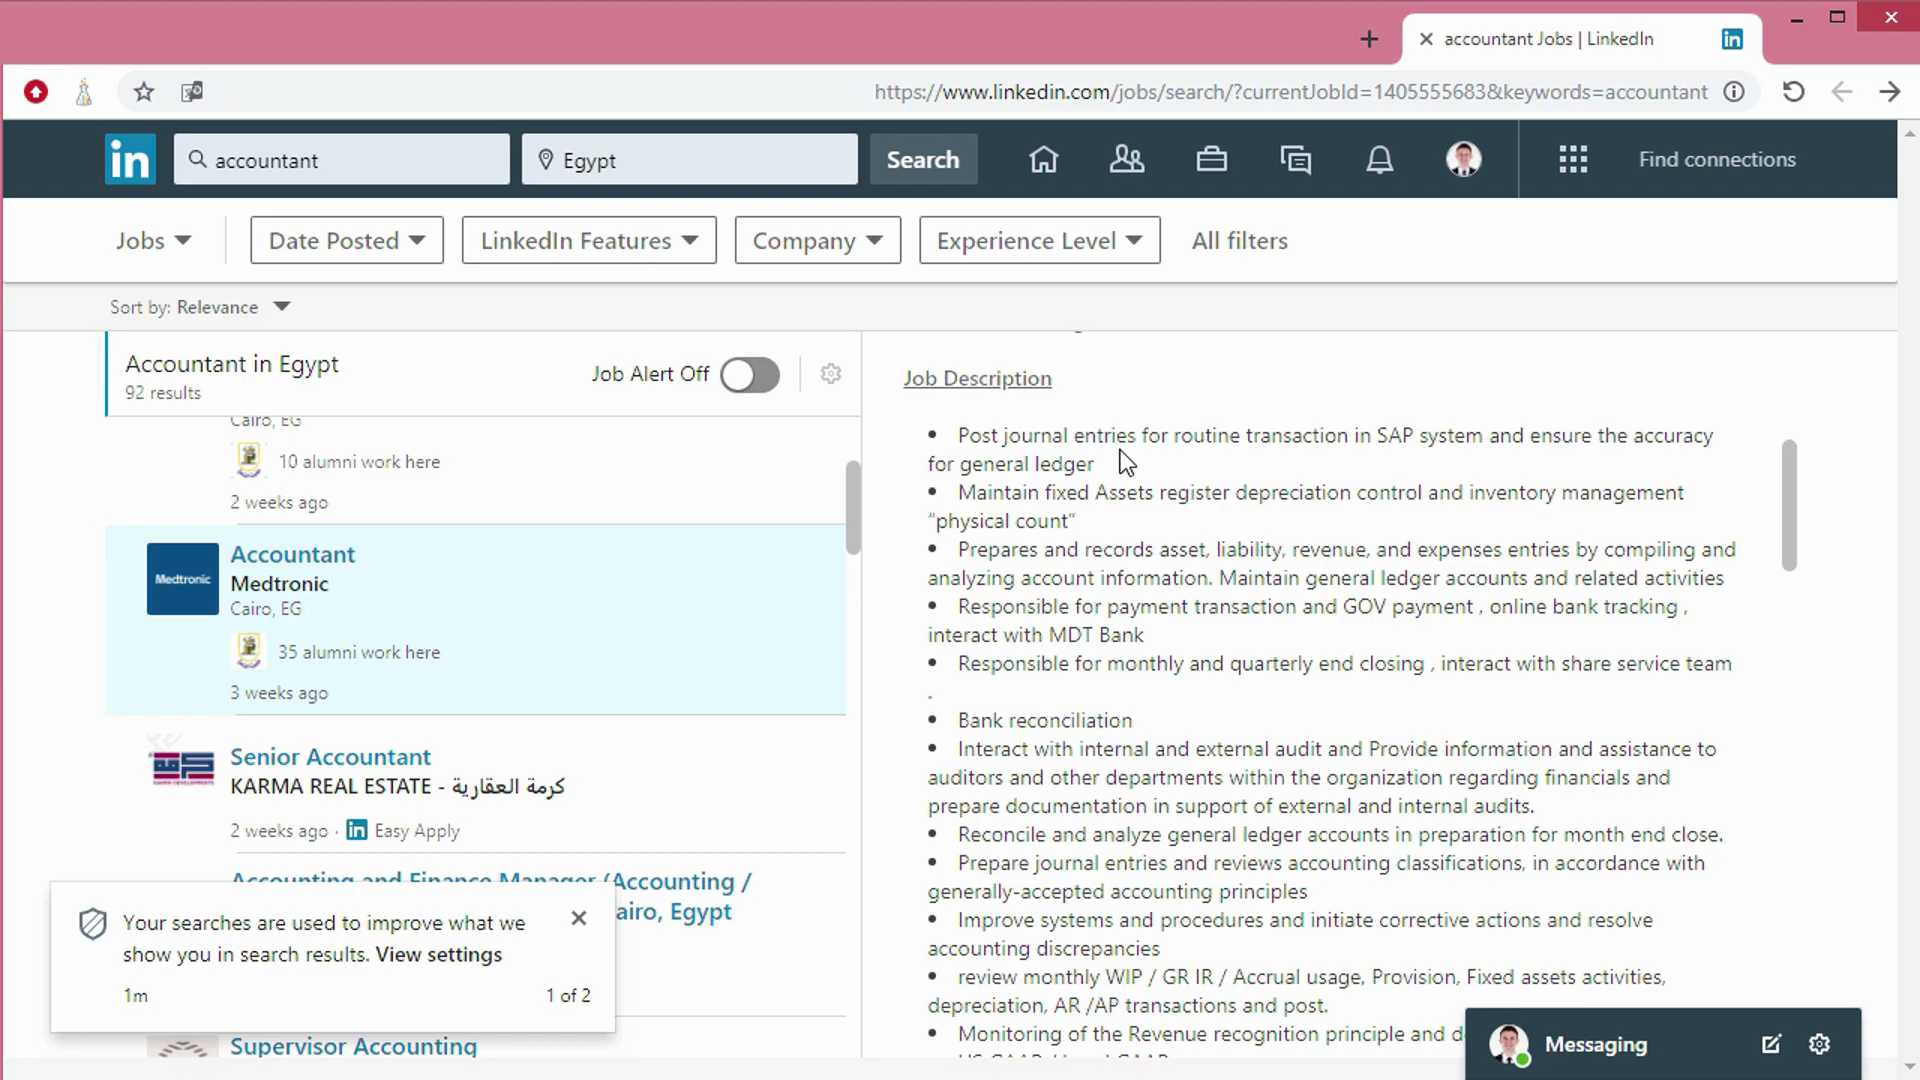 accountant Jobs | LinkedIn
https://www.linkedin.com/jobs/search/?currentJobId=1405555683&keywords=accountant
in
accountant
Egypt
Search
Find connections
Jobs
Date Posted
LinkedIn Features
Company
Experience Level
All filters
Sort by: Relevance
Accountant in Egypt
92 results
Job Alert Off
Cairo, EG
10 alumni work here
2 weeks ago
Medtronic
Accountant
Medtronic
Cairo, EG
35 alumni work here
3 weeks ago
Senior Accountant
KARMA REAL ESTATE - كرمة العقارية
2 weeks ago · in Easy Apply
Accounting and Finance Manager (Accounting /
airo, Egypt
Supervisor Accounting
Your searches are used to improve what we
show you in search results. View settings
1m
1 of 2
Job Description
• Post journal entries for routine transaction in SAP system and ensure the accuracy
for general ledger
• Maintain fixed Assets register depreciation control and inventory management
“physical count”
• Prepares and records asset, liability, revenue, and expenses entries by compiling and
analyzing account information. Maintain general ledger accounts and related activities
• Responsible for payment transaction and GOV payment , online bank tracking ,
interact with MDT Bank
• Responsible for monthly and quarterly end closing , interact with share service team
.
• Bank reconciliation
• Interact with internal and external audit and Provide information and assistance to
auditors and other departments within the organization regarding financials and
prepare documentation in support of external and internal audits.
• Reconcile and analyze general ledger accounts in preparation for month end close.
• Prepare journal entries and reviews accounting classifications, in accordance with
generally-accepted accounting principles
• Improve systems and procedures and initiate corrective actions and resolve
accounting discrepancies
• review monthly WIP / GR IR / Accrual usage, Provision, Fixed assets activities,
depreciation, AR /AP transactions and post.
• Monitoring of the Revenue recognition principle and
Messaging